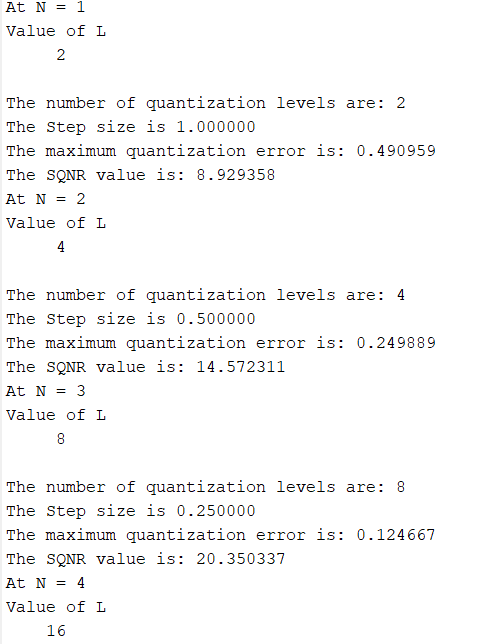 At N = 1
Value of L
2
The number of quantization levels are: 2
The Step size is 1.000000
The maximum quantization error is: 0.490959
The SQNR value is: 8.929358
At N = 2
Value of L
4
The number of quantization levels are: 4
The Step size is 0.500000
The maximum quantization error is: 0.249889
The SQNR value is: 14.572311
At N = 3
Value of L
8
The number of quantization levels are: 8
The Step size is 0.250000
The maximum quantization error is: 0.124667
The SQNR value is: 20.350337
At N = 4
Value of L
16